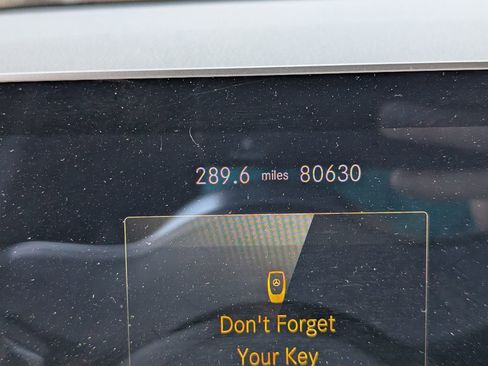 289.6 miles 80630
Don't Forget
Your Key